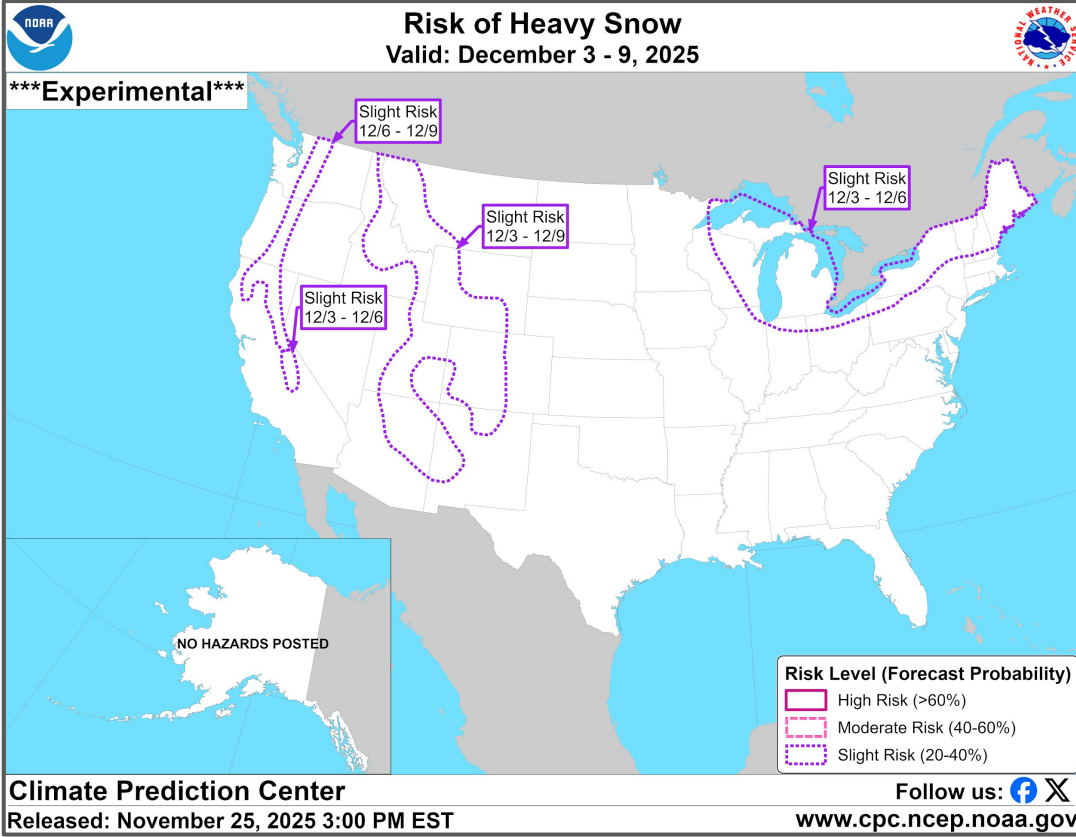 NOAA
Risk of Heavy Snow
Valid: December 3 - 9, 2025
NATIONAL WEATHER SERVICE
***Experimental***
Slight Risk
12/6 - 12/9
Slight Risk
12/3 - 12/6
Slight Risk
12/3 - 12/9
Slight Risk
12/3 - 12/6
NO HAZARDS POSTED
Risk Level (Forecast Probability)
High Risk (>60%)
Moderate Risk (40-60%)
Slight Risk (20-40%)
Climate Prediction Center
Follow us:
Released: November 25, 2025 3:00 PM EST
www.cpc.ncep.noaa.gov